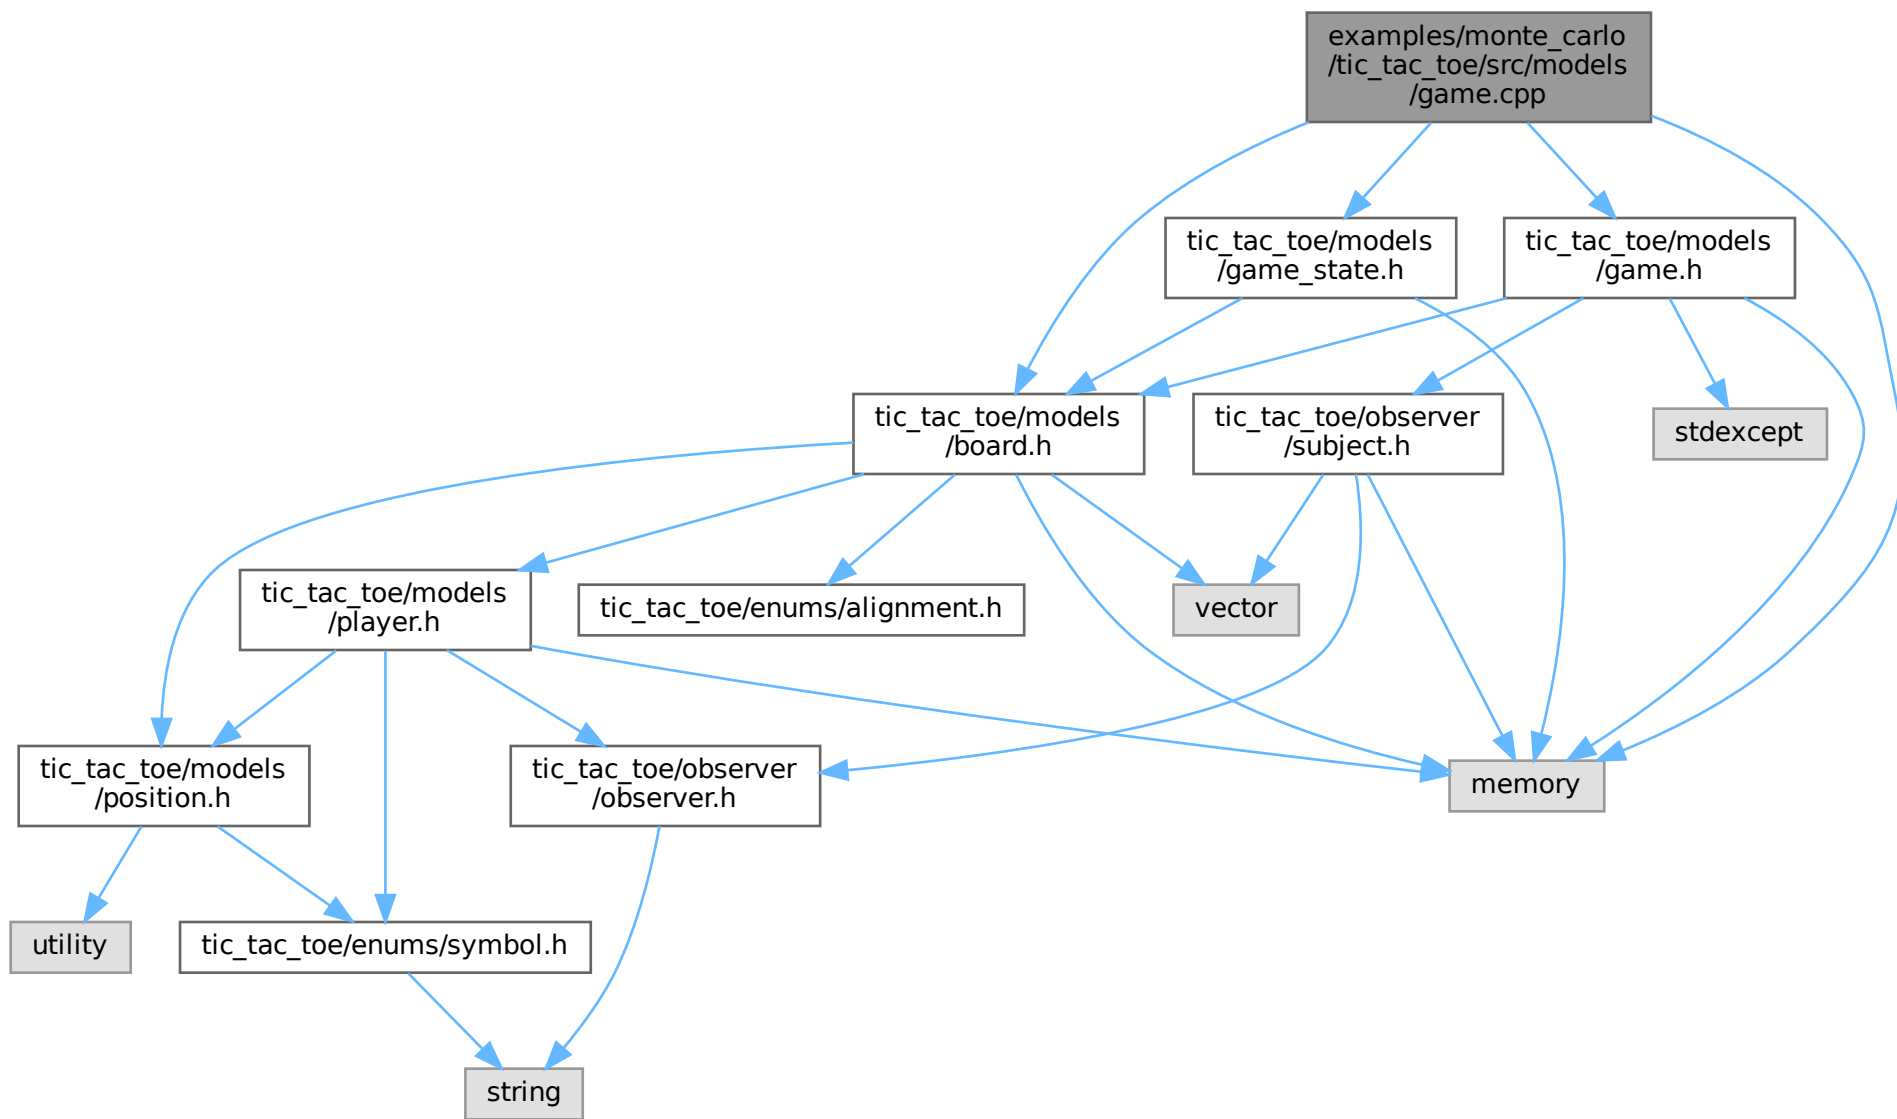 examples/monte_carlo
/tic_tac_toe/src/models
/game.cpp
tic_tac_toe/models
/game_state.h
tic_tac_toe/models
/game.h
tic_tac_toe/models
/board.h
tic_tac_toe/observer
/subject.h
stdexcept
tic_tac_toe/models
/player.h
tic_tac_toe/enums/alignment.h
vector
tic_tac_toe/models
/position.h
tic_tac_toe/observer
/observer.h
memory
utility
tic_tac_toe/enums/symbol.h
string